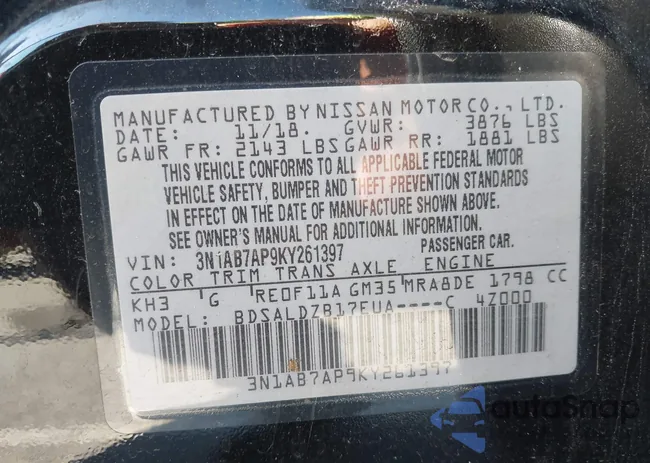 MANUFACTURED BY NISSAN MOTOR CO., LTD.
DATE: 11/18. GVWR: 3876 LBS
GAWR FR: 2143 LBS GAWR RR: 1881 LBS
THIS VEHICLE CONFORMS TO ALL APPLICABLE FEDERAL MOTOR
VEHICLE SAFETY, BUMPER AND THEFT PREVENTION STANDARDS
IN EFFECT ON THE DATE OF MANUFACTURE SHOWN ABOVE.
SEE OWNER'S MANUAL FOR ADDITIONAL INFORMATION.
VIN: 3N1AB7AP9KY261397 PASSENGER CAR.
COLOR TRIM TRANS AXLE ENGINE
KH3 G RE0F11A GM35 MRA8DE 1798 CC
MODEL: BDSALDZB17EUA----C 4Z000
3N1AB7AP9KY261397
autoSnap